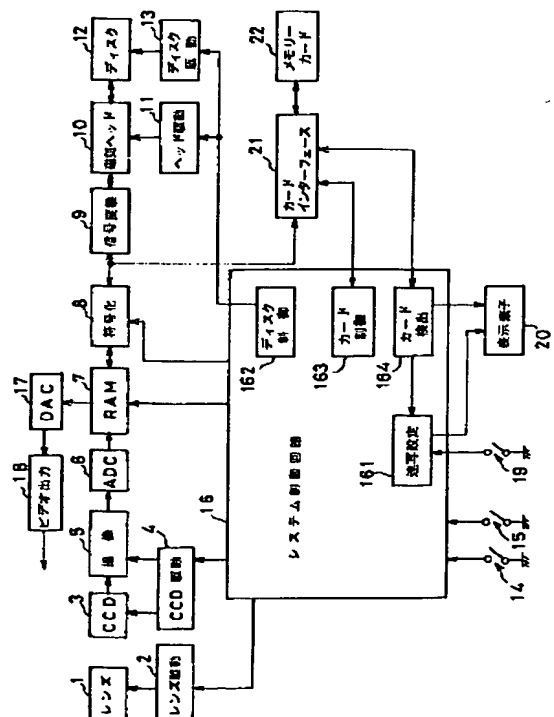 1
レンズ
2
レンズ駆動
3
CCD
4
CCD駆動
5
撮像
6
ADC
7
RAM
8
符号化
9
信号変換
10
磁気ヘッド
11
ヘッド駆動
12
ディスク
13
ディスク
駆動
17
DAC
18
ビデオ出力
16
システム制御回路
162
ディスク
制御
163
カード
制御
164
カード
検出
161
連写設定
21
カード
インターフェース
22
メモリー
カード
20
表示素子
14
15
19